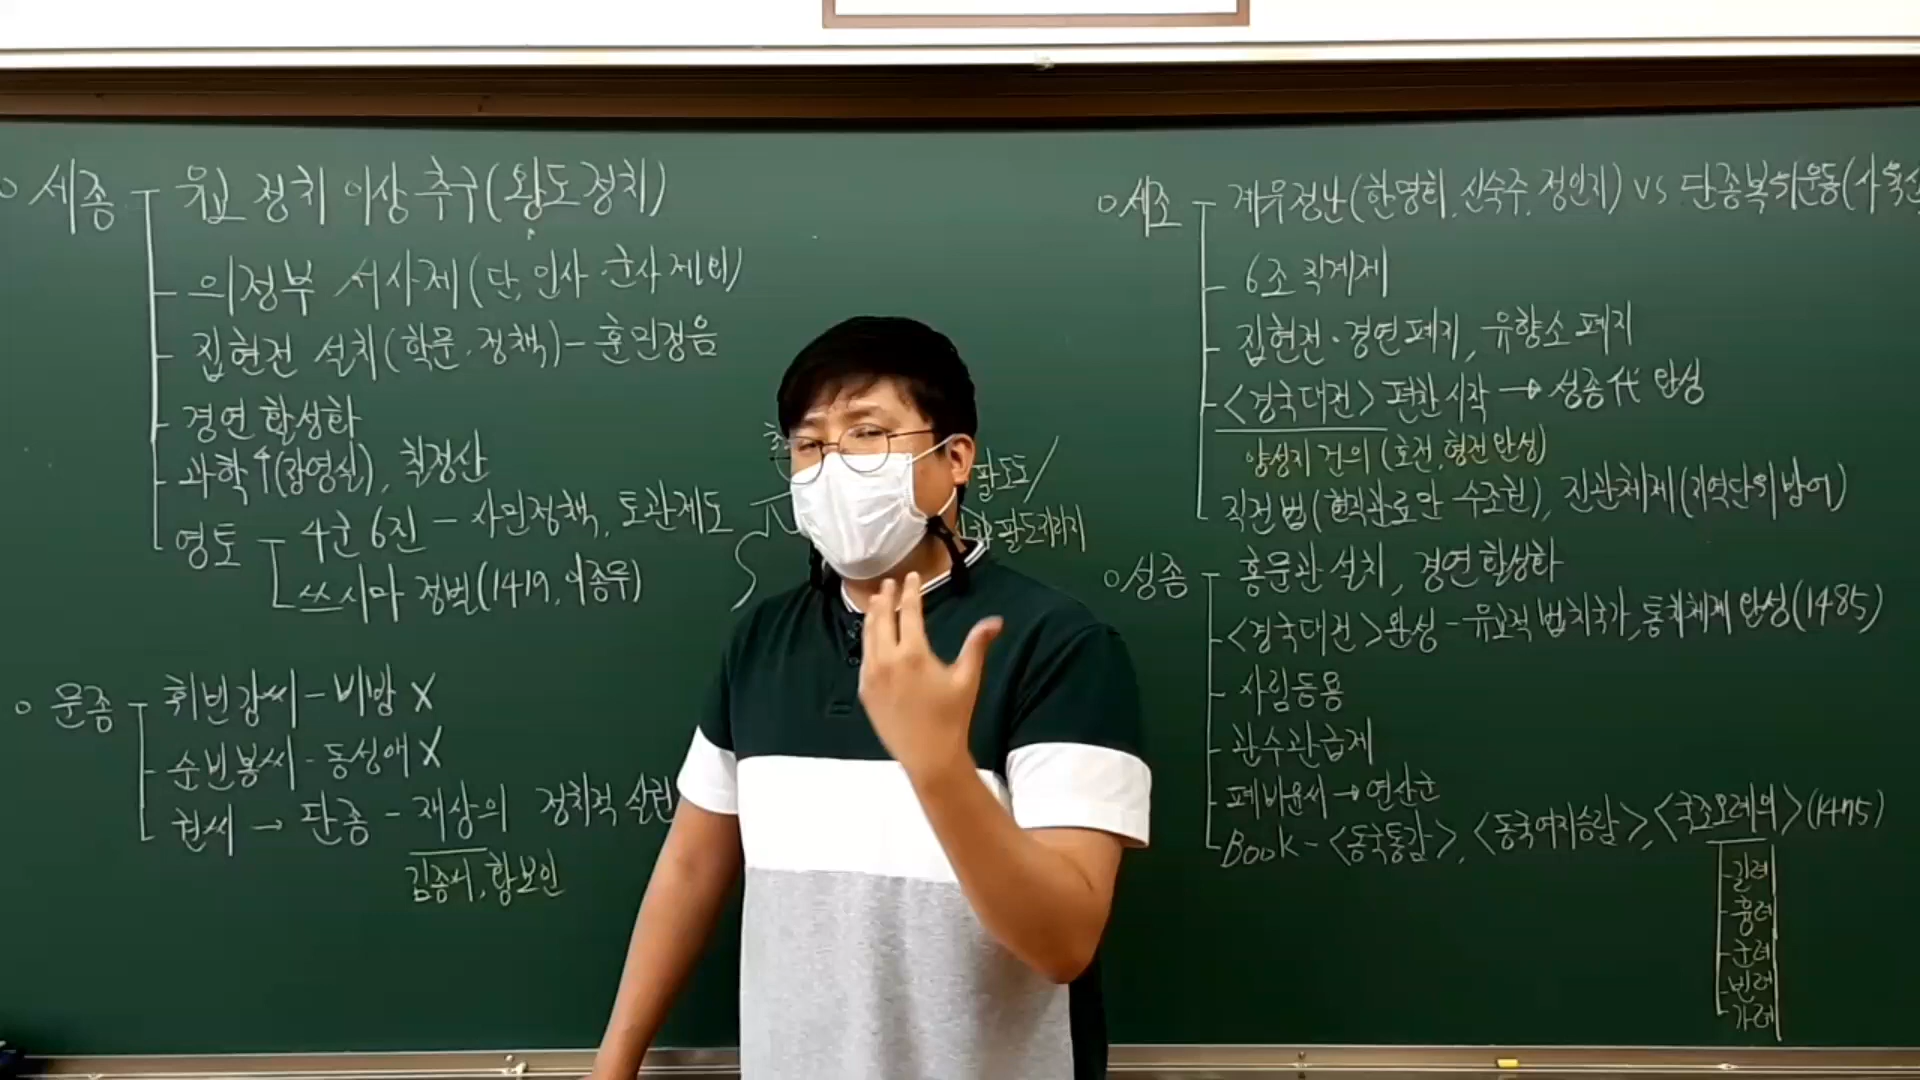 ○ 세종 유교 정치 이상 추구(왕도정치)
의정부 서사제(단, 인사·군사 제외)
집현전 설치(학문·정책) - 훈민정음
경연 활성화
과학↑(장영실), 칠정산
영토 4군 6진 - 사민정책, 토관제도
쓰시마 정벌(1419, 이종무)
○ 문종 휘빈김씨 - 비방 X
순빈봉씨 - 동성애 X
권씨 → 단종 - 재상의 정치적 실권
김종서, 황보인
팔도도
팔도지리지
○ 세조 계유정난(한명회, 신숙주, 정인지) VS 단종복위운동(사육신
6조 직계제
집현전·경연 폐지, 유향소 폐지
<경국대전> 편찬 시작 → 성종 代 완성
양성지 건의 (호전, 형전 완성)
직전법(현직관료만 수조권), 진관체제(지역단위 방어)
○ 성종 홍문관 설치, 경연 활성화
<경국대전> 완성 - 유교적 법치국가, 통치체제 완성(1485)
사림등용
관수관급제
폐비윤씨 → 연산군
Book - <동국통감>, <동국여지승람>, <국조오례의>(1475)
길례
흉례
군례
빈례
가례